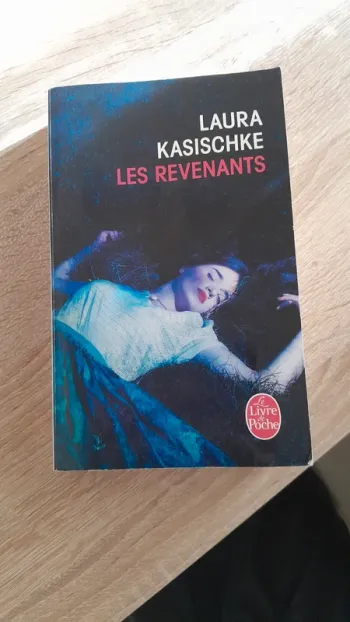 LAURA
KASISCHKE
LES REVENANTS
Le
Livre
de
Poche